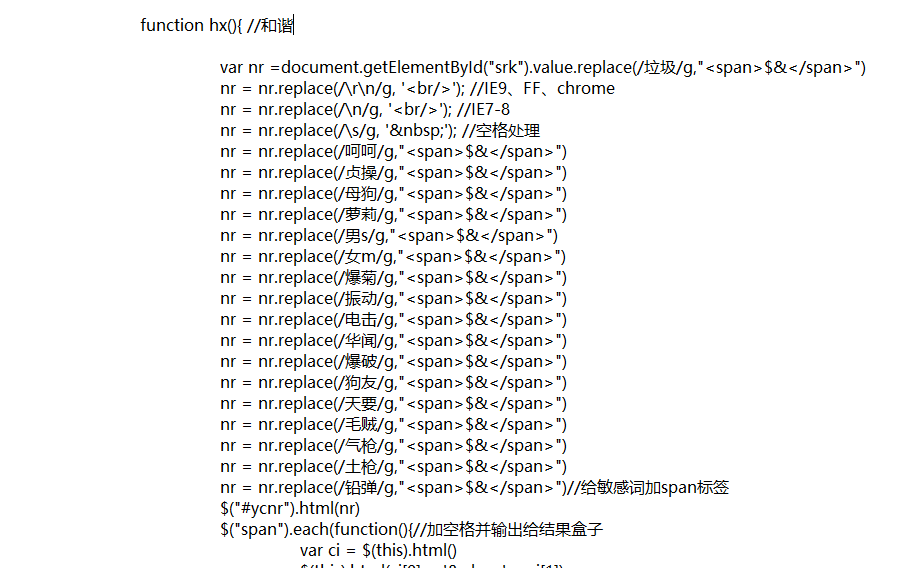 function hx(){ //和谐
var nr =document.getElementById("srk").value.replace(/垃圾/g,"<span>$&</span>")
nr = nr.replace(/\r\n/g, '<br/>'); //IE9、FF、chrome
nr = nr.replace(/\n/g, '<br/>'); //IE7-8
nr = nr.replace(/\s/g, '&nbsp;'); //空格处理
nr = nr.replace(/呵呵/g,"<span>$&</span>")
nr = nr.replace(/贞操/g,"<span>$&</span>")
nr = nr.replace(/母狗/g,"<span>$&</span>")
nr = nr.replace(/萝莉/g,"<span>$&</span>")
nr = nr.replace(/男s/g,"<span>$&</span>")
nr = nr.replace(/女m/g,"<span>$&</span>")
nr = nr.replace(/爆菊/g,"<span>$&</span>")
nr = nr.replace(/振动/g,"<span>$&</span>")
nr = nr.replace(/电击/g,"<span>$&</span>")
nr = nr.replace(/华闻/g,"<span>$&</span>")
nr = nr.replace(/爆破/g,"<span>$&</span>")
nr = nr.replace(/狗友/g,"<span>$&</span>")
nr = nr.replace(/天要/g,"<span>$&</span>")
nr = nr.replace(/毛贼/g,"<span>$&</span>")
nr = nr.replace(/气枪/g,"<span>$&</span>")
nr = nr.replace(/土枪/g,"<span>$&</span>")
nr = nr.replace(/铅弹/g,"<span>$&</span>")//给敏感词加span标签
$("#ycnr").html(nr)
$("span").each(function(){//加空格并输出给结果盒子
var ci = $(this).html()